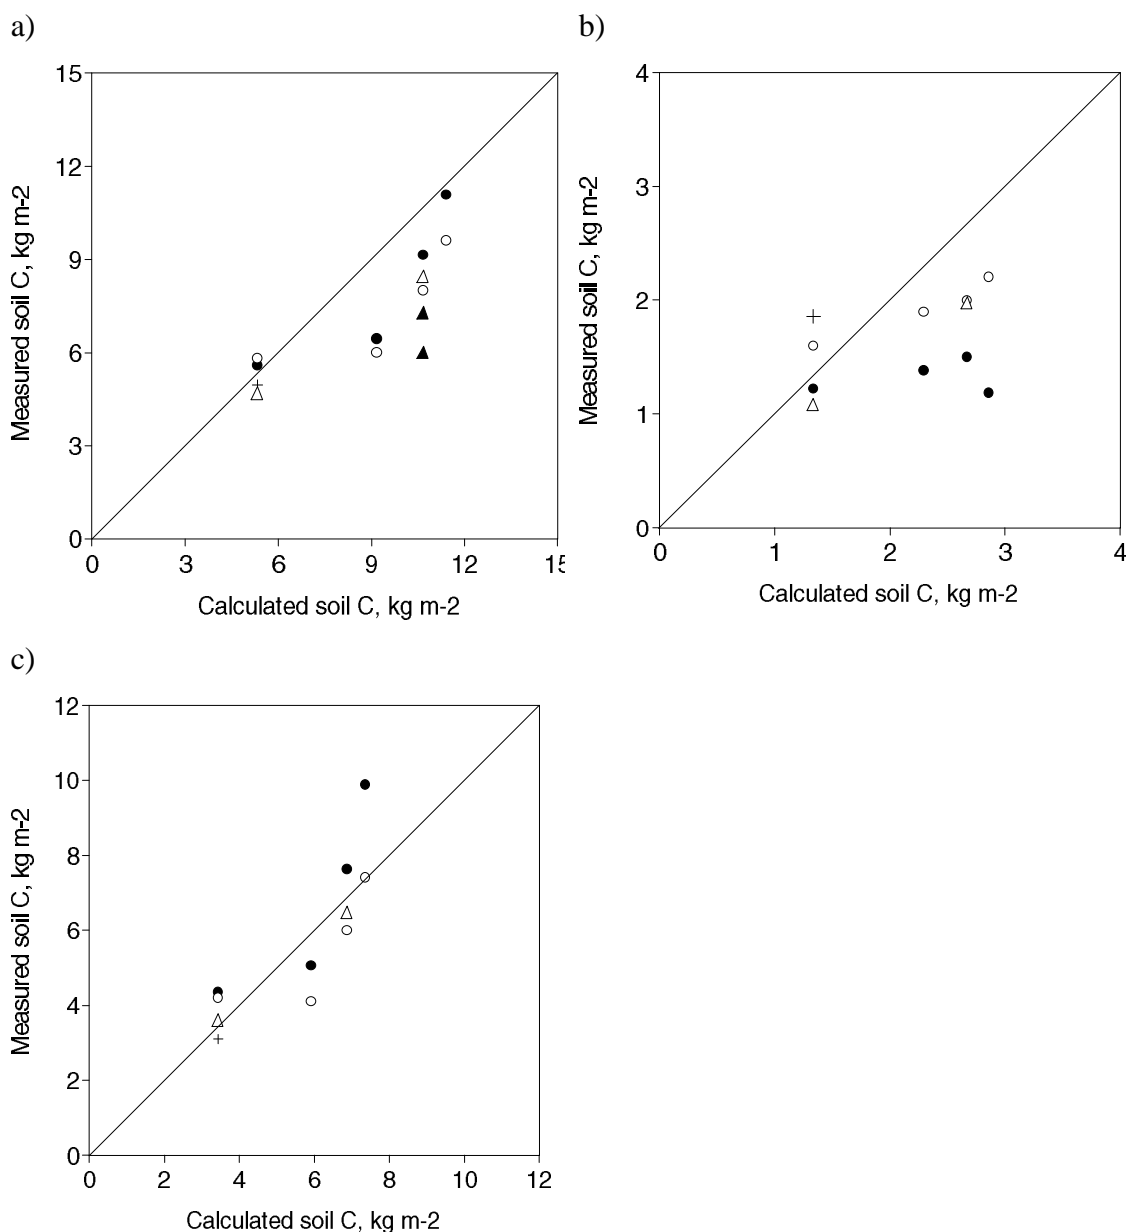 a)
15
12
9
6
3
0
Measured soil C, kg m-2
0 3 6 9 12 15
Calculated soil C, kg m-2
b)
4
3
2
1
0
Measured soil C, kg m-2
0 1 2 3 4
Calculated soil C, kg m-2
c)
12
10
8
6
4
2
0
Measured soil C, kg m-2
0 2 4 6 8 10 12
Calculated soil C, kg m-2